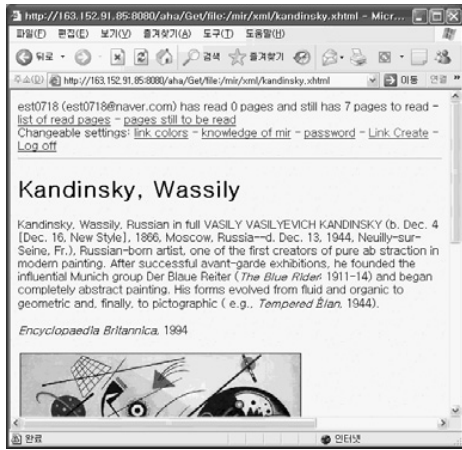 http://163.152.91.85:8080/aha/Get/file:/mir/xml/kandinsky.xhtml - Micr...
파일(F) 편집(E) 보기(V) 즐겨찾기(A) 도구(T) 도움말(H)
뒤로 검색 즐겨찾기
주소(D) http://163.152.91.85:8080/aha/Get/file:/mir/xml/kandinsky.xhtml 이동 연결 »
est0718 (est0718@naver.com) has read 0 pages and still has 7 pages to read -
list of read pages - pages still to be read
Changeable settings: link colors - knowledge of mir - password - Link Create -
Log off
Kandinsky, Wassily
Kandinsky, Wassily, Russian in full VASILY VASILYEVICH KANDINSKY (b. Dec. 4
[Dec. 16, New Style], 1866, Moscow, Russia--d. Dec. 13, 1944, Neuilly-sur-
Seine, Fr.), Russian-born artist, one of the first creators of pure ab straction in
modern painting. After successful avant-garde exhibitions, he founded the
influential Munich group Der Blaue Reiter ( The Blue Rider: 1911-14) and began
completely abstract painting. His forms evolved from fluid and organic to
geometric and, finally, to pictographic ( e.g., Tempered Élan, 1944).
Encyclopaedia Britannica, 1994
완료 인터넷